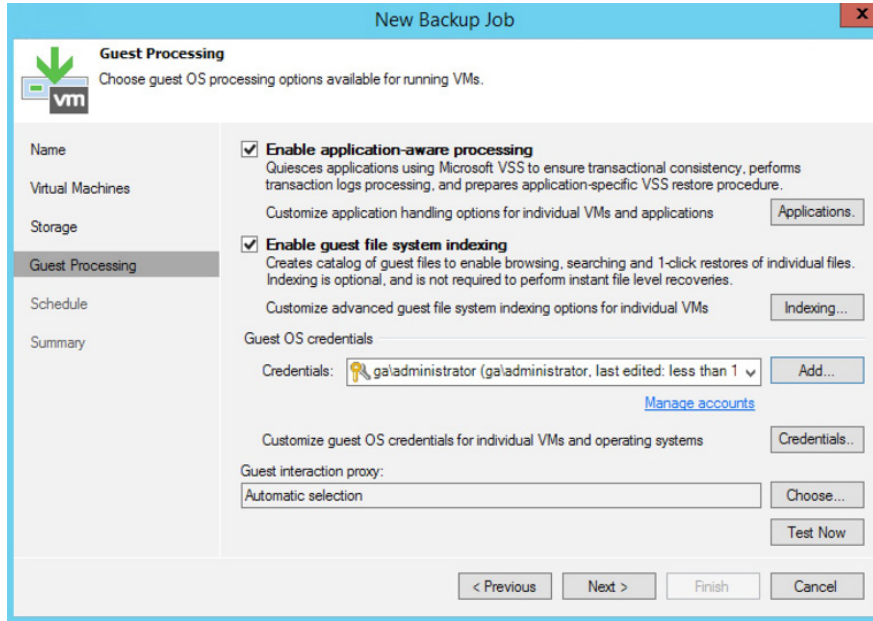 New Backup Job
x
Guest Processing
Choose guest OS processing options available for running VMs.
vm
Name
Virtual Machines
Storage
Guest Processing
Schedule
Summary
Enable application-aware processing
Quiesces applications using Microsoft VSS to ensure transactional consistency, performs
transaction logs processing, and prepares application-specific VSS restore procedure.
Customize application handling options for individual VMs and applications
Applications.
Enable guest file system indexing
Creates catalog of guest files to enable browsing, searching and 1-click restores of individual files.
Indexing is optional, and is not required to perform instant file level recoveries.
Customize advanced guest file system indexing options for individual VMs
Indexing...
Guest OS credentials
Credentials:
ga\administrator (ga\administrator, last edited: less than 1
Add...
Manage accounts
Customize guest OS credentials for individual VMs and operating systems
Credentials..
Guest interaction proxy:
Automatic selection
Choose...
Test Now
< Previous
Next >
Finish
Cancel